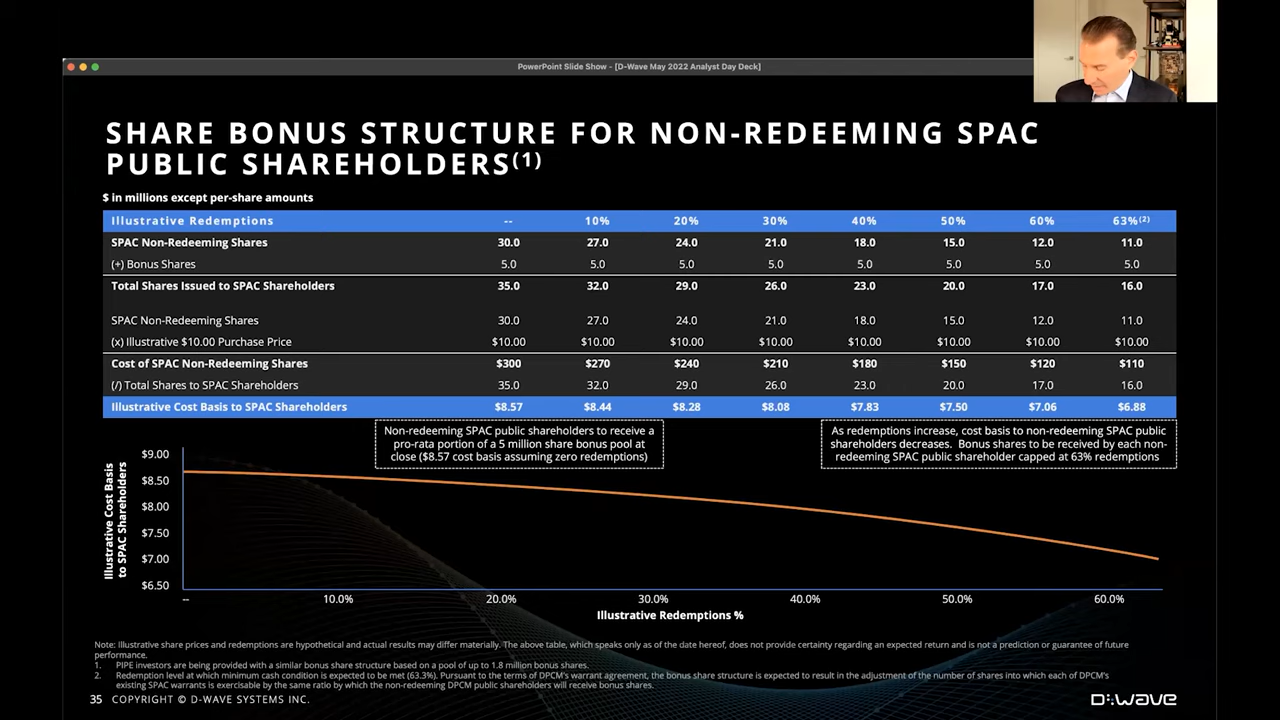 PowerPoint Slide Show - [D-Wave May 2022 Analyst Day Deck]
SHARE BONUS STRUCTURE FOR NON-REDEEMING SPAC
PUBLIC SHAREHOLDERS(1)
$ in millions except per-share amounts
Illustrative Redemptions -- 10% 20% 30% 40% 50% 60% 63%(2)
SPAC Non-Redeeming Shares 30.0 27.0 24.0 21.0 18.0 15.0 12.0 11.0
(+) Bonus Shares 5.0 5.0 5.0 5.0 5.0 5.0 5.0 5.0
Total Shares Issued to SPAC Shareholders 35.0 32.0 29.0 26.0 23.0 20.0 17.0 16.0
SPAC Non-Redeeming Shares 30.0 27.0 24.0 21.0 18.0 15.0 12.0 11.0
(x) Illustrative $10.00 Purchase Price $10.00 $10.00 $10.00 $10.00 $10.00 $10.00 $10.00 $10.00
Cost of SPAC Non-Redeeming Shares $300 $270 $240 $210 $180 $150 $120 $110
(/) Total Shares to SPAC Shareholders 35.0 32.0 29.0 26.0 23.0 20.0 17.0 16.0
Illustrative Cost Basis to SPAC Shareholders $8.57 $8.44 $8.28 $8.08 $7.83 $7.50 $7.06 $6.88
Non-redeeming SPAC public shareholders to receive a
pro-rata portion of a 5 million share bonus pool at
close ($8.57 cost basis assuming zero redemptions)
As redemptions increase, cost basis to non-redeeming SPAC public
shareholders decreases. Bonus shares to be received by each non-
redeeming SPAC public shareholder capped at 63% redemptions
Illustrative Cost Basis
to SPAC Shareholders
$9.00
$8.50
$8.00
$7.50
$7.00
$6.50
-- 10.0% 20.0% 30.0% 40.0% 50.0% 60.0%
Illustrative Redemptions %
Note: Illustrative share prices and redemptions are hypothetical and actual results may differ materially. The above table, which speaks only as of the date hereof, does not provide certainty regarding an expected return and is not a prediction or guarantee of future
performance.
1. PIPE investors are being provided with a similar bonus share structure based on a pool of up to 1.8 million bonus shares.
2. Redemption level at which minimum cash condition is expected to be met (63.3%). Pursuant to the terms of DPCM's warrant agreement, the bonus share structure is expected to result in the adjustment of the number of shares into which each of DPCM's
existing SPAC warrants is exercisable by the same ratio by which the non-redeeming DPCM public shareholders will receive bonus shares.
35 COPYRIGHT © D-WAVE SYSTEMS INC.
D:wave